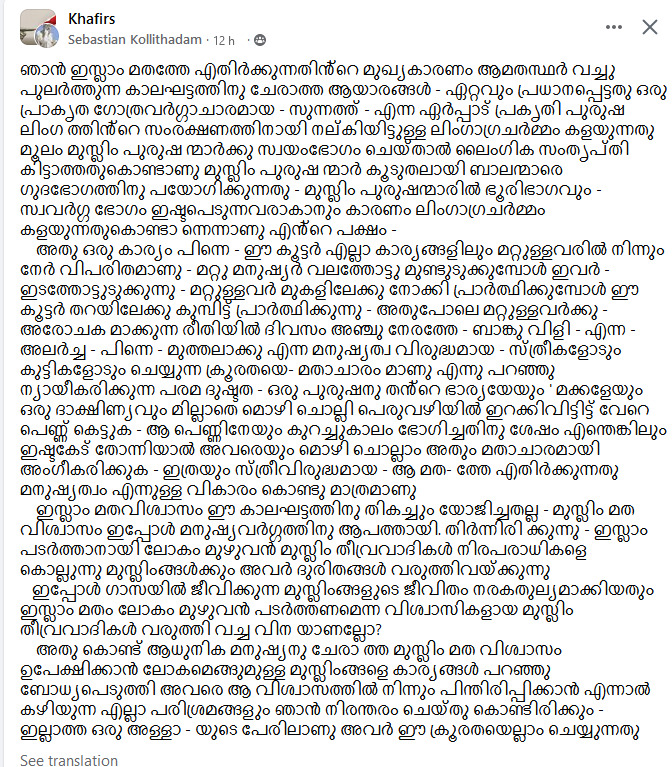 Khafirs
Sebastian Kollithadam · 12 h ·
ഞാൻ ഇസ്ലാം മതത്തേ എതിർക്കുന്നതിൻ്റെ മുഖ്യകാരണം ആമതസ്ഥർ വച്ചു
പുലർത്തുന്ന കാലഘട്ടത്തിനു ചേരാത്ത ആയാരങ്ങൾ - ഏറ്റവും പ്രധാനപ്പെട്ടതു ഒരു
പ്രാകൃത ഗോത്രവർഗ്ഗാചാരമായ - സുന്നത്ത് - എന്ന ഏർപ്പാട് പ്രകൃതി പുരുഷ
ലിംഗ ത്തിൻ്റെ സംരക്ഷണത്തിനായി നല്കിയിട്ടുള്ള ലിംഗാഗ്രചർമ്മം കളയുന്നതു
മൂലം മുസ്ലിം പുരുഷ ന്മാർക്കു സ്വയംഭോഗം ചെയ്താൽ ലൈംഗിക സംതൃപ്തി
കിട്ടാത്തതുകൊണ്ടാണു മുസ്ലിം പുരുഷ ന്മാർ കൂടുതലായി ബാലന്മാരെ
ഗുദഭോഗത്തിനു പയോഗിക്കുന്നതു - മുസ്ലിം പുരുഷന്മാരിൽ ഭൂരിഭാഗവും -
സ്വവർഗ്ഗ ഭോഗം ഇഷ്ടപെടുന്നവരാകാനും കാരണം ലിംഗാഗ്രചർമ്മം
കളയുന്നതുകൊണ്ടാ ന്നെന്നാണു എൻ്റെ പക്ഷം -
അതു ഒരു കാര്യം പിന്നെ - ഈ കൂട്ടർ എല്ലാ കാര്യങ്ങളിലും മറ്റുള്ളവരിൽ നിന്നും
നേർ വിപരിതമാണു - മറ്റു മനുഷ്യർ വലത്തോട്ടു മുണ്ടുടുക്കുമ്പോൾ ഇവർ -
ഇടത്തോട്ടുടുക്കുന്നു - മറ്റുള്ളവർ മുകളിലേക്കു നോക്കി പ്രാർത്ഥിക്കുമ്പോൾ ഈ
കൂട്ടർ തറയിലേക്കു കുമ്പിട്ട് പ്രാർത്ഥിക്കുന്നു - അതുപോലെ മറ്റുള്ളവർക്കു -
അരോചക മാക്കുന്ന രീതിയിൽ ദിവസം അഞ്ചു നേരത്തേ - ബാങ്കു വിളി - എന്ന -
അലർച്ച - പിന്നെ - മുത്തലാക്കു എന്ന മനുഷ്യത്വ വിരുദ്ധമായ - സ്ത്രീകളോടും
കുട്ടികളോടും ചെയ്യുന്ന ക്രൂരതയെ- മതാചാരം മാണു എന്നു പറഞ്ഞു
ന്യായീകരിക്കുന്ന പരമ ദുഷ്ടത - ഒരു പുരുഷനു തൻ്റെ ഭാര്യയേയും ' മക്കളേയും
ഒരു ദാക്ഷിണ്യവും മില്ലാതെ മൊഴി ചൊല്ലി പെരുവഴിയിൽ ഇറക്കിവിട്ടിട്ട് വേറെ
പെണ്ണ് കെട്ടുക - ആ പെണ്ണിനേയും കുറച്ചുകാലം ഭോഗിച്ചതിനു ശേഷം എന്തെങ്കിലും
ഇഷ്ടകേട് തോന്നിയാൽ അവരെയും മൊഴി ചൊല്ലാം അതും മതാചാരമായി
അംഗീകരിക്കുക - ഇത്രയും സ്ത്രീവിരുദ്ധമായ - ആ മത- ത്തേ എതിർക്കുന്നതു
മനുഷ്യത്വം എന്നുള്ള വികാരം കൊണ്ടു മാത്രമാണു
ഇസ്ലാം മതവിശ്വാസം ഈ കാലഘട്ടത്തിനു തികച്ചും യോജിച്ചതല്ല - മുസ്ലിം മത
വിശ്വാസം ഇപ്പോൾ മനുഷ്യവർഗ്ഗത്തിനു ആപത്തായി. തിർന്നിരി ക്കുന്നു - ഇസ്ലാം
പടർത്താനായി ലോകം മുഴുവൻ മുസ്ലിം തീവ്രവാദികൾ നിരപരാധികളെ
കൊല്ലുന്നു മുസ്ലിംങ്ങൾക്കും അവർ ദുരിതങ്ങൾ വരുത്തിവയ്ക്കുന്നു
ഇപ്പോൾ ഗാസയിൽ ജീവിക്കുന്ന മുസ്ലിംങ്ങളുടെ ജീവിതം നരകതുല്യമാക്കിയതും
ഇസ്ലാം മതം ലോകം മുഴുവൻ പടർത്തണമെന്ന വിശ്വാസികളായ മുസ്ലിം
തീവ്രവാദികൾ വരുത്തി വച്ച വിന യാണല്ലോ?
അതു കൊണ്ട് ആധുനിക മനുഷ്യനു ചേരാ ത്ത മുസ്ലിം മത വിശ്വാസം
ഉപേക്ഷിക്കാൻ ലോകമെങ്ങുമുള്ള മുസ്ലിംങ്ങളെ കാര്യങ്ങൾ പറഞ്ഞു
ബോധ്യപെടുത്തി അവരെ ആ വിശ്വാസത്തിൽ നിന്നും പിന്തിരിപ്പിക്കാൻ എന്നാൽ
കഴിയുന്ന എല്ലാ പരിശ്രമങ്ങളും ഞാൻ നിരന്തരം ചെയ്തു കൊണ്ടിരിക്കും -
ഇല്ലാത്ത ഒരു അള്ളാ - യുടെ പേരിലാണു അവർ ഈ ക്രൂരതയെല്ലാം ചെയ്യുന്നതു
See translation